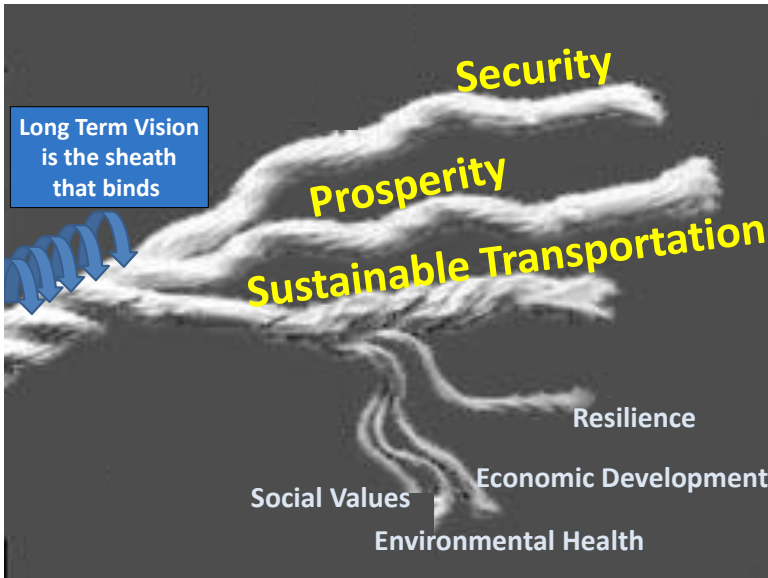 Security
Long Term Vision
is the sheath
that binds
Prosperity
Sustainable Transportation
Resilience
Economic Development
Social Values
Environmental Health